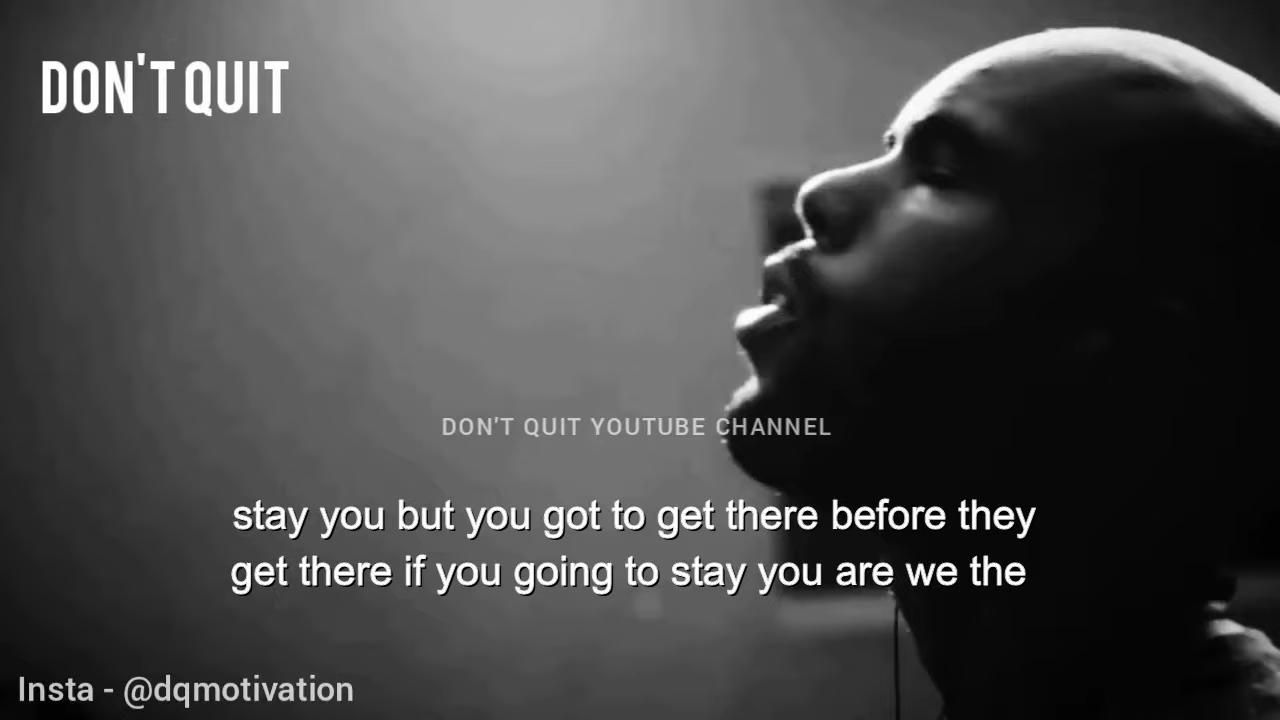 DON'T QUIT
DON'T QUIT YOUTUBE CHANNEL
stay you but you got to get there before they
get there if you going to stay you are we the
Insta - @dqmotivation